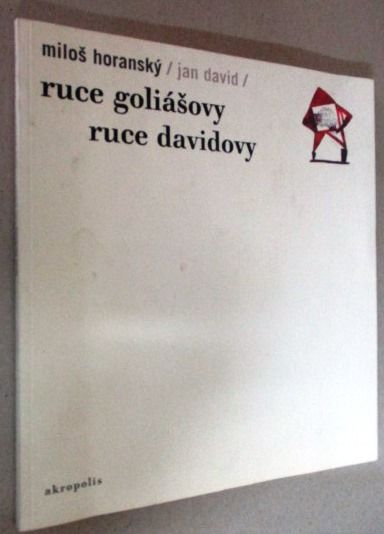 miloš horanský / jan david /
ruce goliášovy
ruce davidovy
akropolis